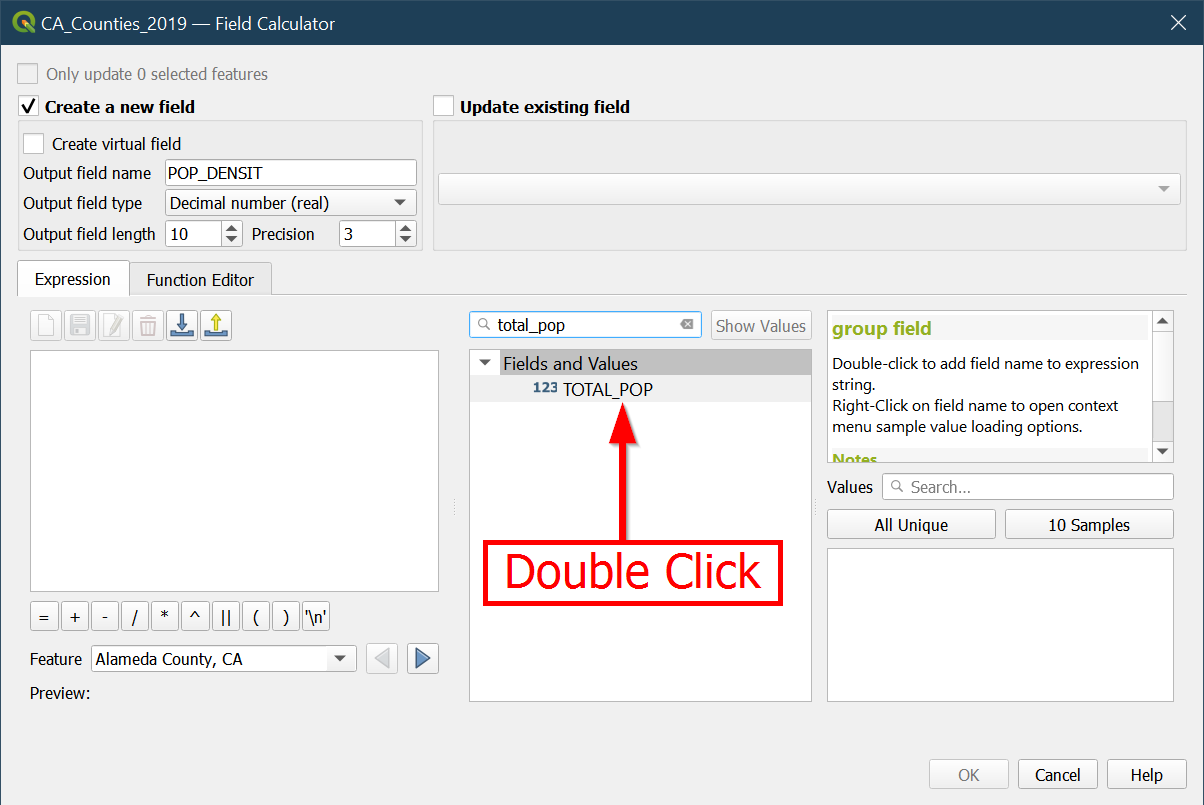 CA_Counties_2019 — Field Calculator
Only update 0 selected features
Create a new field
Update existing field
Create virtual field
Output field name POP_DENSIT
Output field type Decimal number (real)
Output field length 10 Precision 3
Expression Function Editor
total_pop Show Values
group field
Fields and Values
Double-click to add field name to expression
string.
123 TOTAL_POP
Right-Click on field name to open context
menu sample value loading options.
Notes
Values Search...
All Unique 10 Samples
Double Click
= + - / * ^ || ( ) '\n'
Feature Alameda County, CA
Preview:
OK Cancel Help